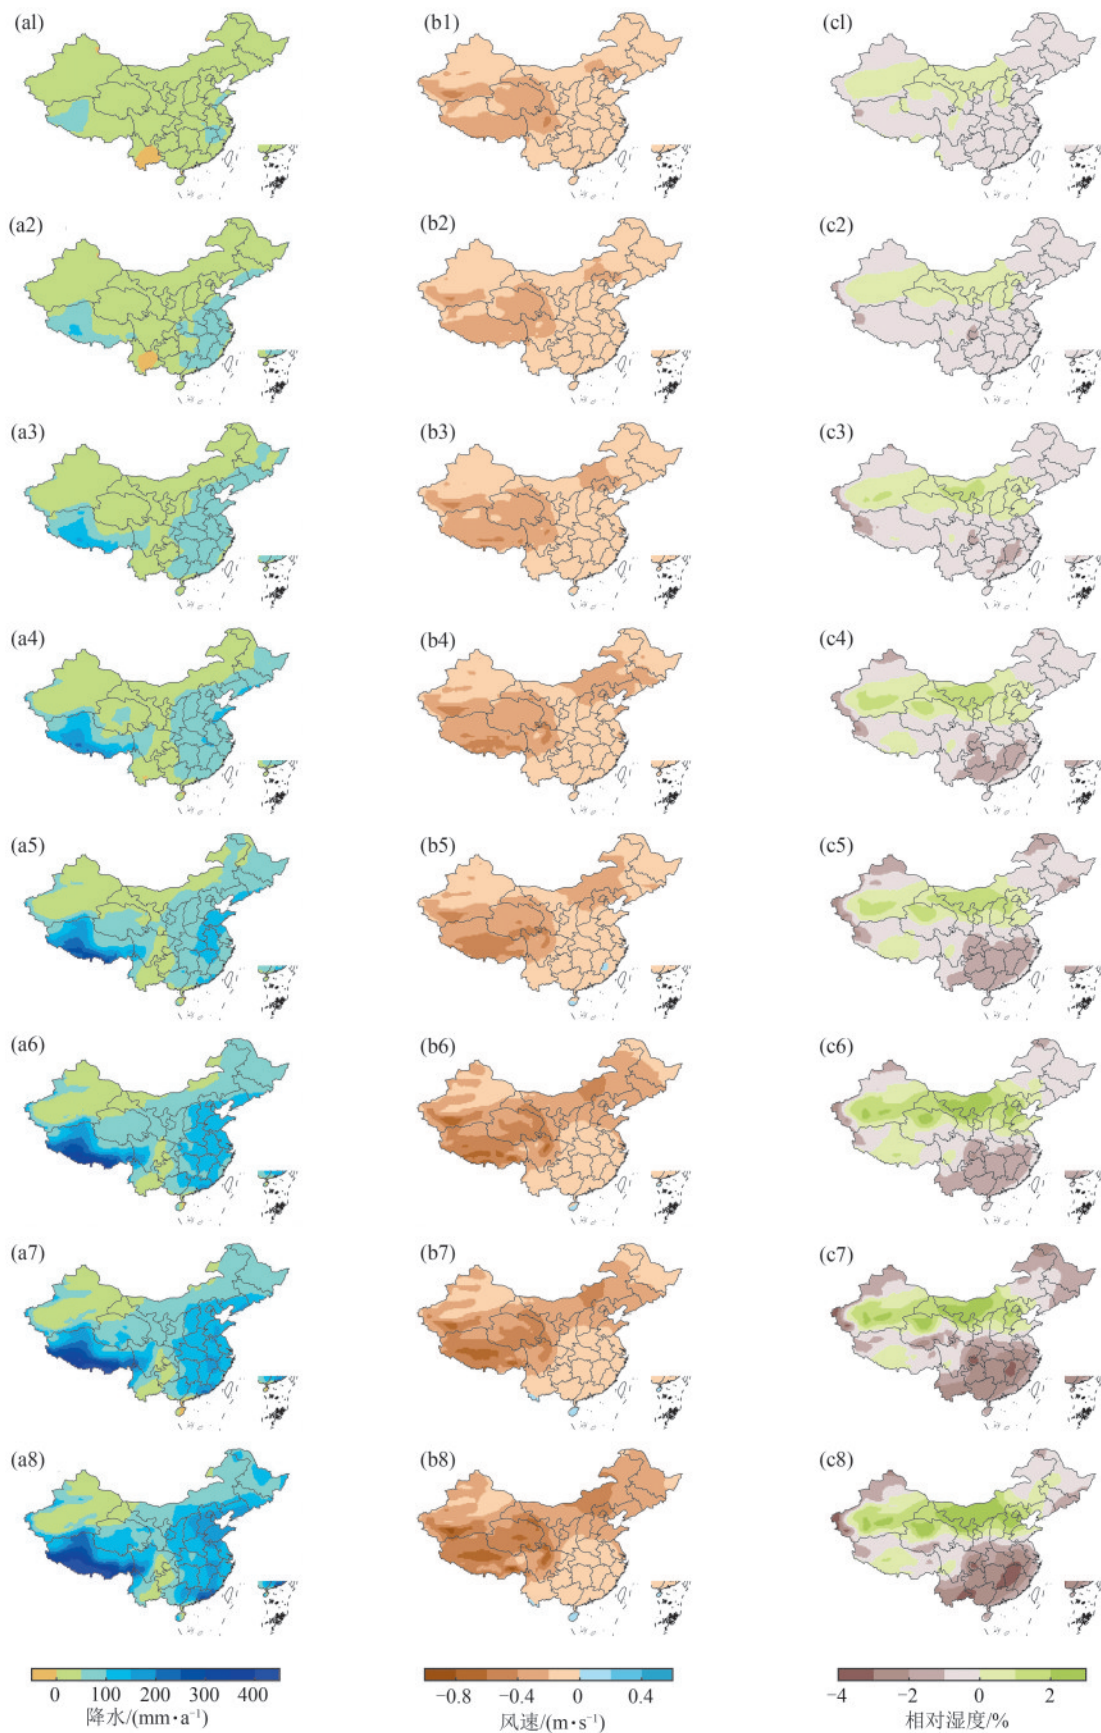 (a1) (b1) (c1)
(a2) (b2) (c2)
(a3) (b3) (c3)
(a4) (b4) (c4)
(a5) (b5) (c5)
(a6) (b6) (c6)
(a7) (b7) (c7)
(a8) (b8) (c8)
0 100 200 300 400 −0.8 −0.4 0 0.4 −4 −2 0 2
降水/(mm·a⁻¹) 风速/(m·s⁻¹) 相对湿度/%